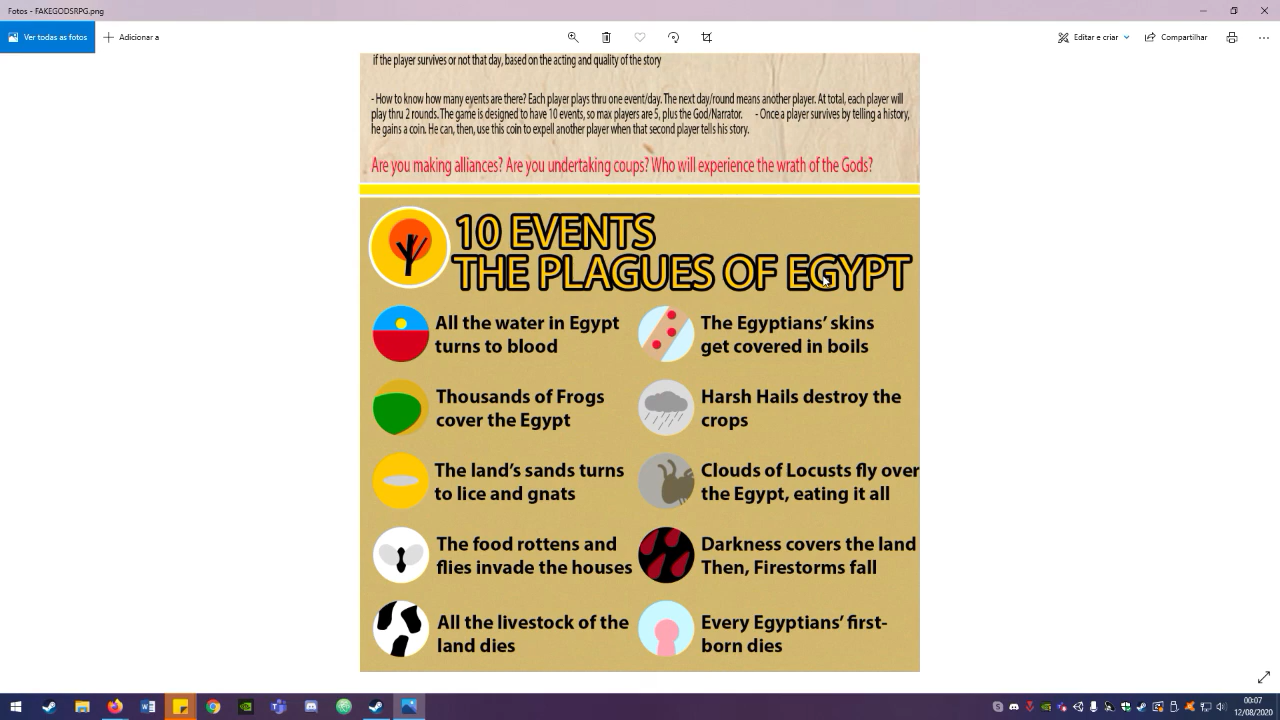 Fotos - FAKEGODSRPG.png
Ver todas as fotos
Adicionar a
Editar e criar
Compartilhar
if the player survives or not that day, based on the acting and quality of the story
- How to know how many events are there? Each player plays thru one event/day. The next day/round means another player. At total, each player will
play thru 2 rounds. The game is designed to have 10 events, so max players are 5, plus the God/Narrator. - Once a player survives by telling a history,
he gains a coin. He can, then, use this coin to expell another player when that second player tells his story.
Are you making alliances? Are you undertaking coups? Who will experience the wrath of the Gods?
10 EVENTS
THE PLAGUES OF EGYPT
All the water in Egypt
turns to blood
The Egyptians’ skins
get covered in boils
Thousands of Frogs
cover the Egypt
Harsh Hails destroy the
crops
The land’s sands turns
to lice and gnats
Clouds of Locusts fly over
the Egypt, eating it all
The food rottens and
flies invade the houses
Darkness covers the land
Then, Firestorms fall
All the livestock of the
land dies
Every Egyptians’ first-
born dies
00:07
12/08/2020